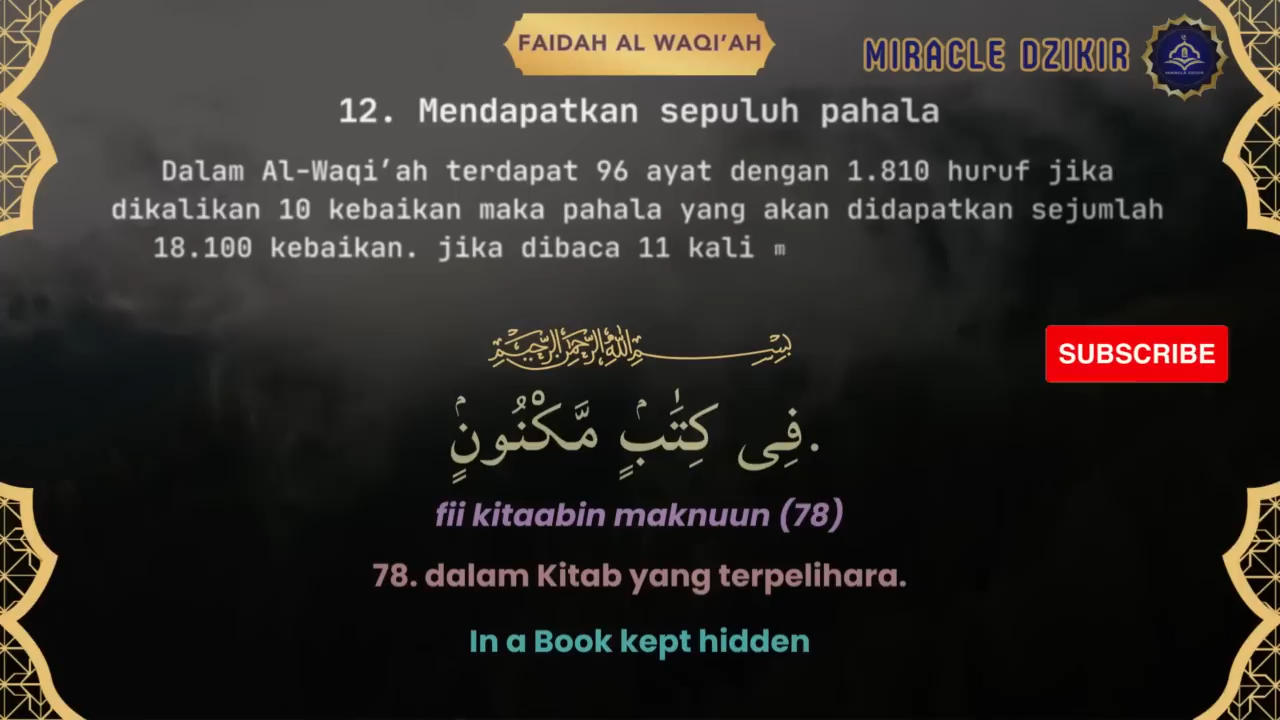 FAIDAH AL WAQI’AH
MIRACLE DZIKIR
12. Mendapatkan sepuluh pahala
Dalam Al-Waqi’ah terdapat 96 ayat dengan 1.810 huruf jika
dikalikan 10 kebaikan maka pahala yang akan didapatkan sejumlah
18.100 kebaikan. jika dibaca 11 kali m
بِسْمِ اللهِ الرَّحْمٰنِ الرَّحِيْمِ
SUBSCRIBE
فِى كِتَٰبٍۢ مَّكْنُونٍۢ.
fii kitaabin maknuun (78)
78. dalam Kitab yang terpelihara.
In a Book kept hidden